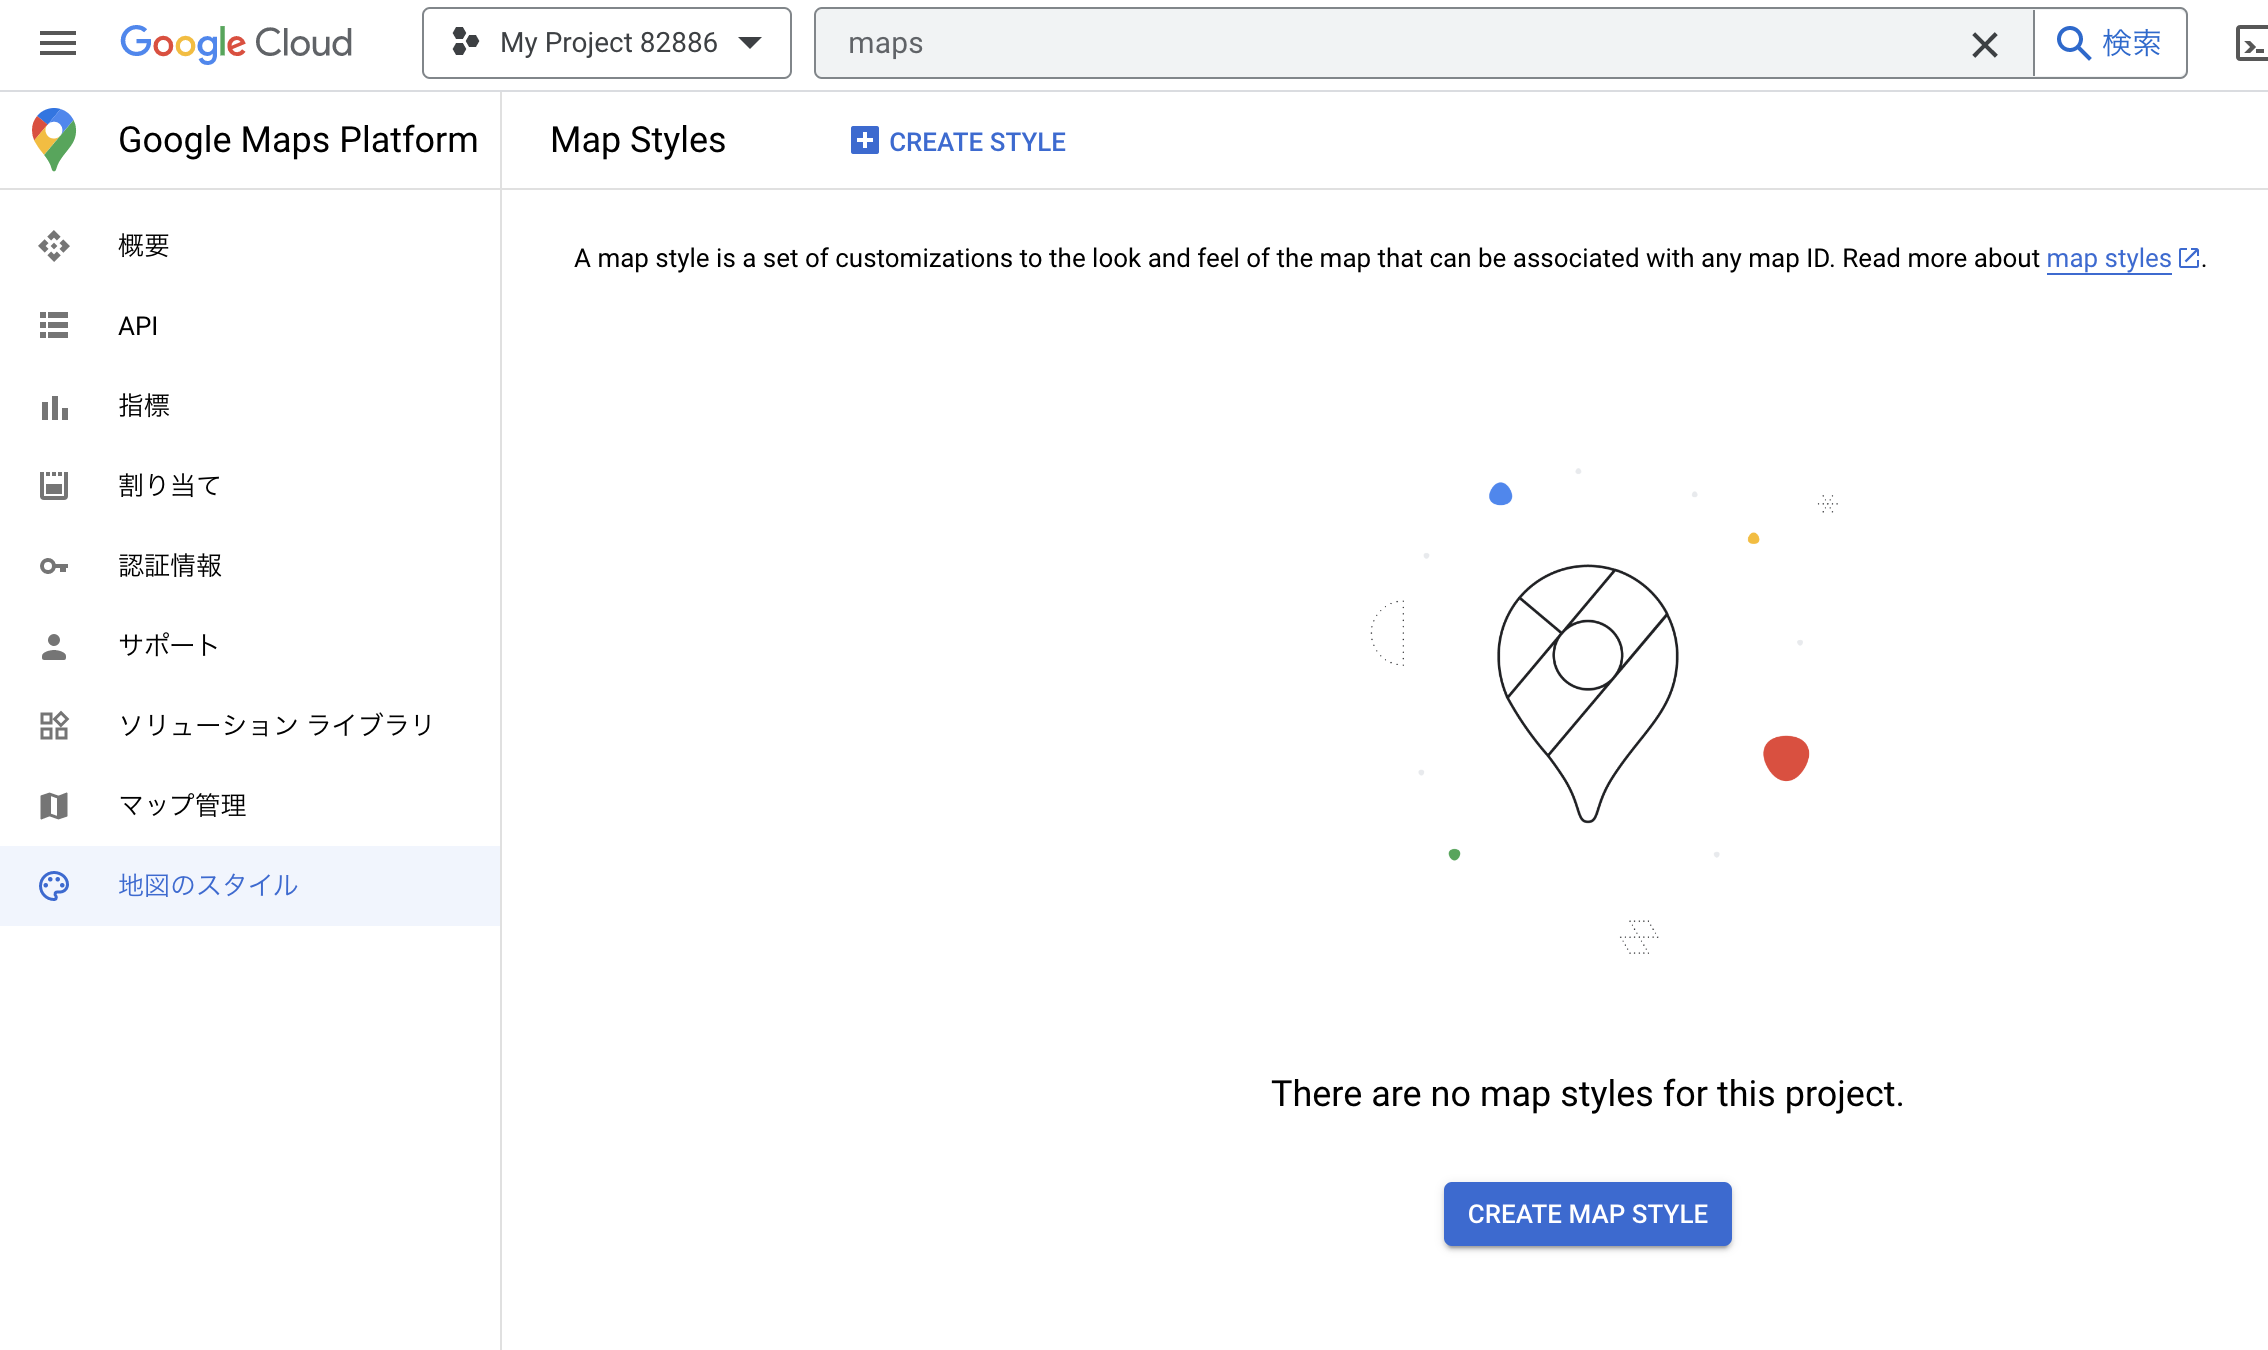 Google Cloud
My Project 82886
maps
検索
Google Maps Platform
Map Styles
CREATE STYLE
概要
API
指標
割り当て
認証情報
サポート
ソリューション ライブラリ
マップ管理
地図のスタイル
A map style is a set of customizations to the look and feel of the map that can be associated with any map ID. Read more about map styles.
There are no map styles for this project.
CREATE MAP STYLE